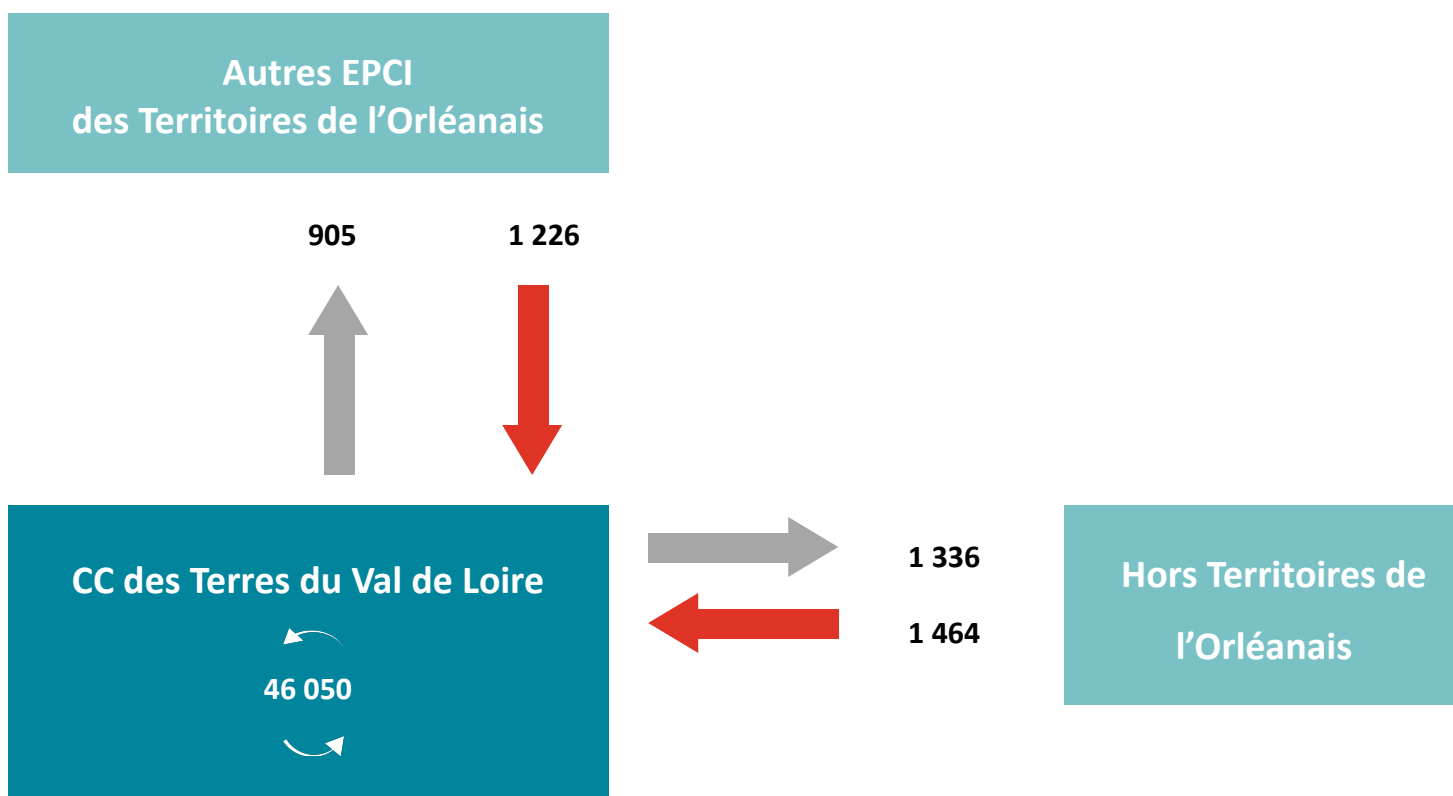 Autres EPCI
des Territoires de l’Orléanais
905 1 226
CC des Terres du Val de Loire
46 050
1 336
1 464
Hors Territoires de
l’Orléanais